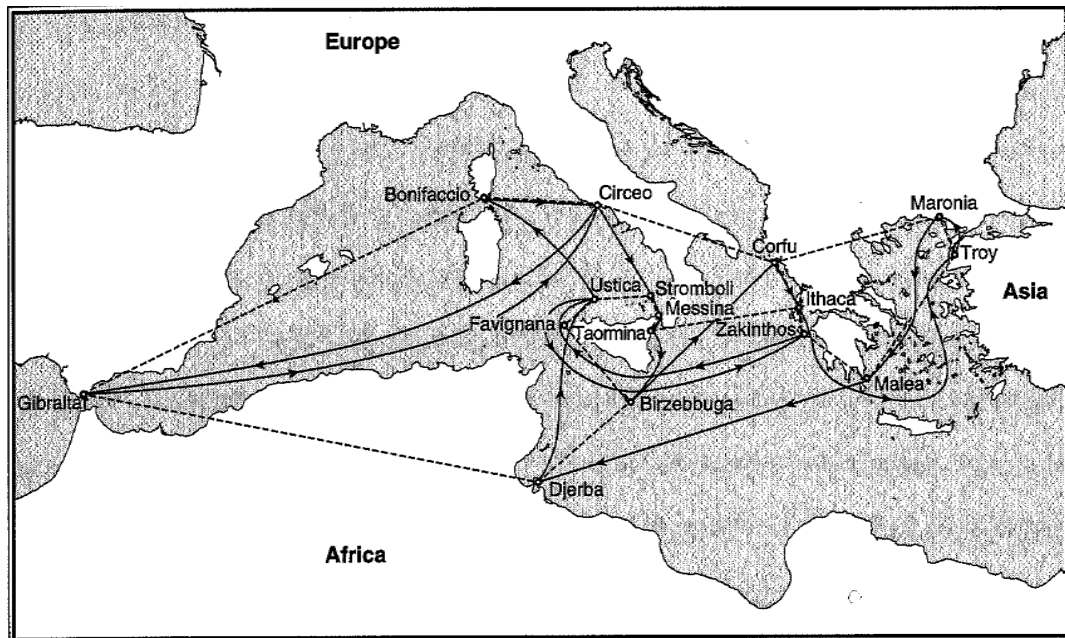 Europe
Bonifaccio
Circeo
Maronia
Corfu
Troy
Ustica
Stromboli
Ithaca
Asia
Messina
Favignana
Taormina
Zakinthos
Malea
Gibraltar
Birzebbuga
Djerba
Africa